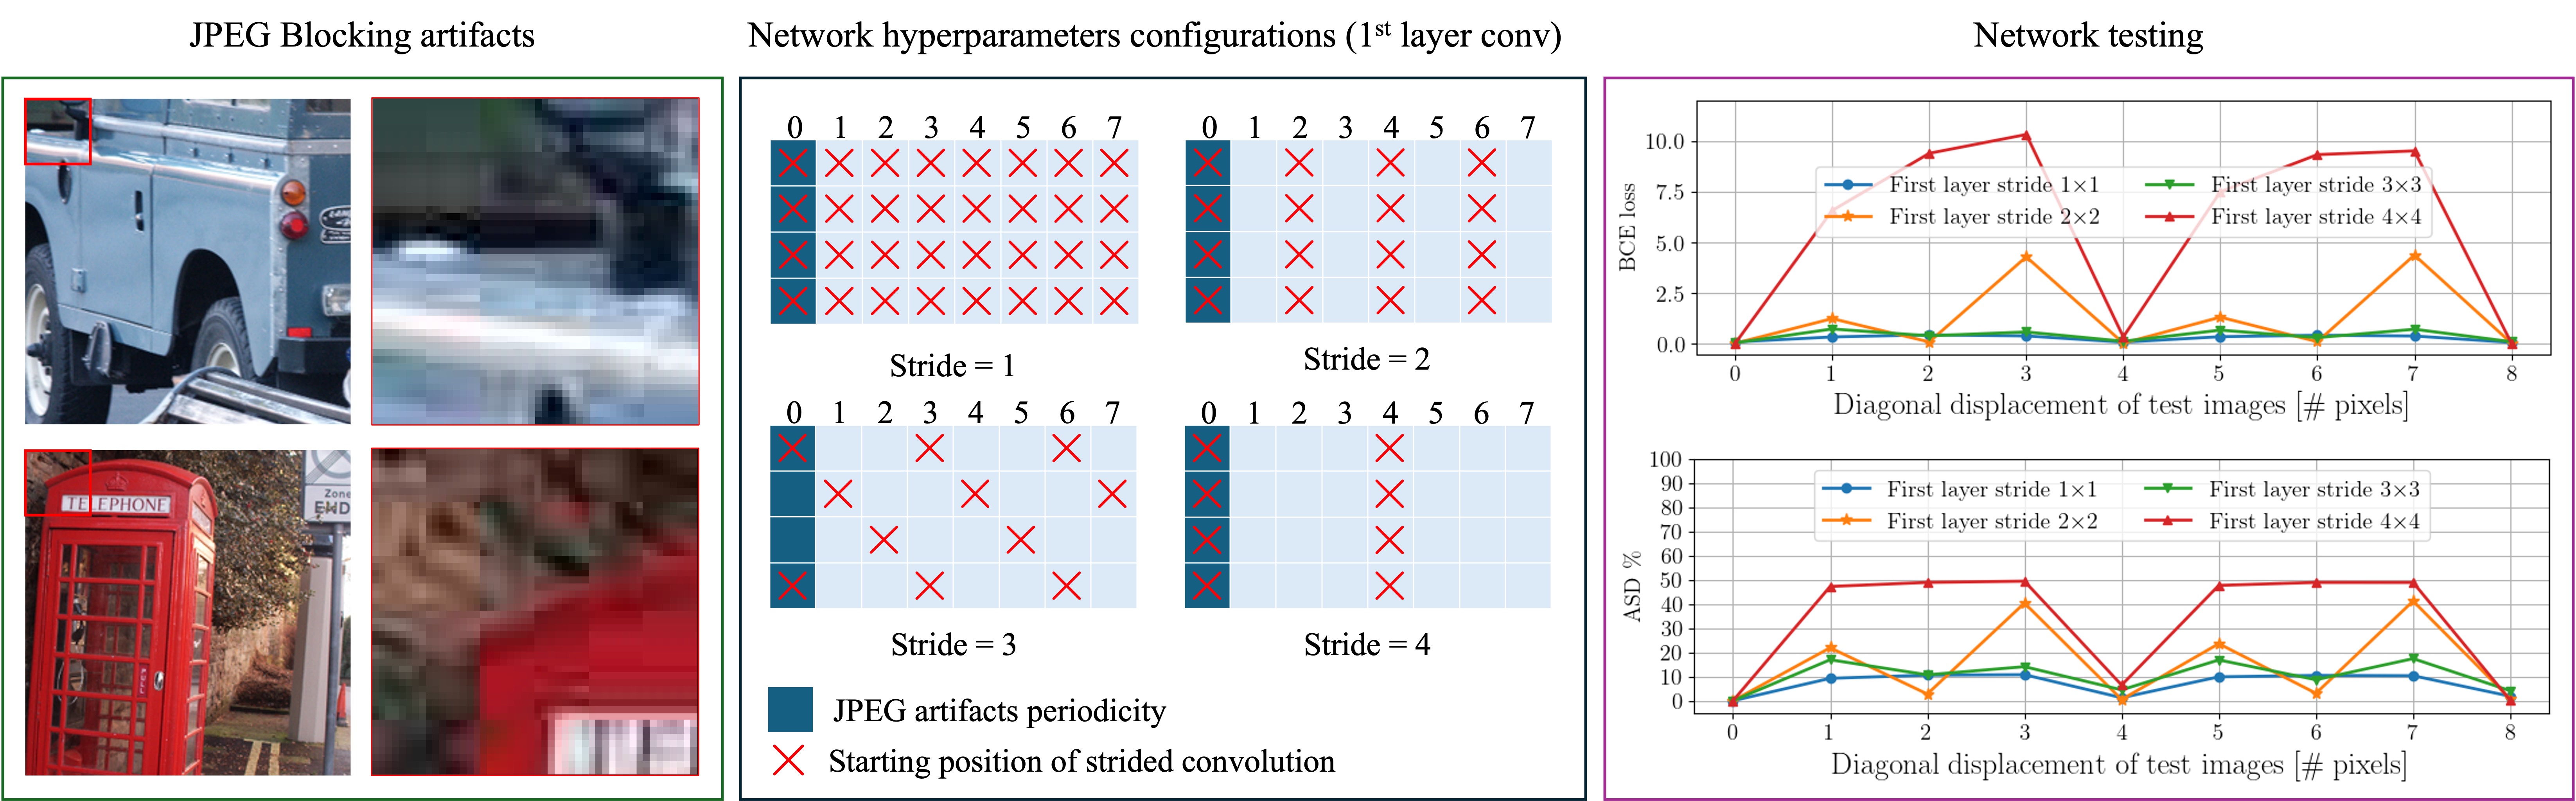 JPEG Blocking artifacts
TELEPHONE
Zone
END
Network hyperparameters configurations (1st layer conv)
0 1 2 3 4 5 6 7
0 1 2 3 4 5 6 7
Stride = 1
Stride = 2
0 1 2 3 4 5 6 7
0 1 2 3 4 5 6 7
Stride = 3
Stride = 4
JPEG artifacts periodicity
Starting position of strided convolution
Network testing
BCE loss
10.0
7.5
5.0
2.5
0.0
First layer stride 1×1
First layer stride 2×2
First layer stride 3×3
First layer stride 4×4
0 1 2 3 4 5 6 7 8
Diagonal displacement of test images [# pixels]
ASD %
100
90
80
70
60
50
40
30
20
10
0
First layer stride 1×1
First layer stride 2×2
First layer stride 3×3
First layer stride 4×4
0 1 2 3 4 5 6 7 8
Diagonal displacement of test images [# pixels]